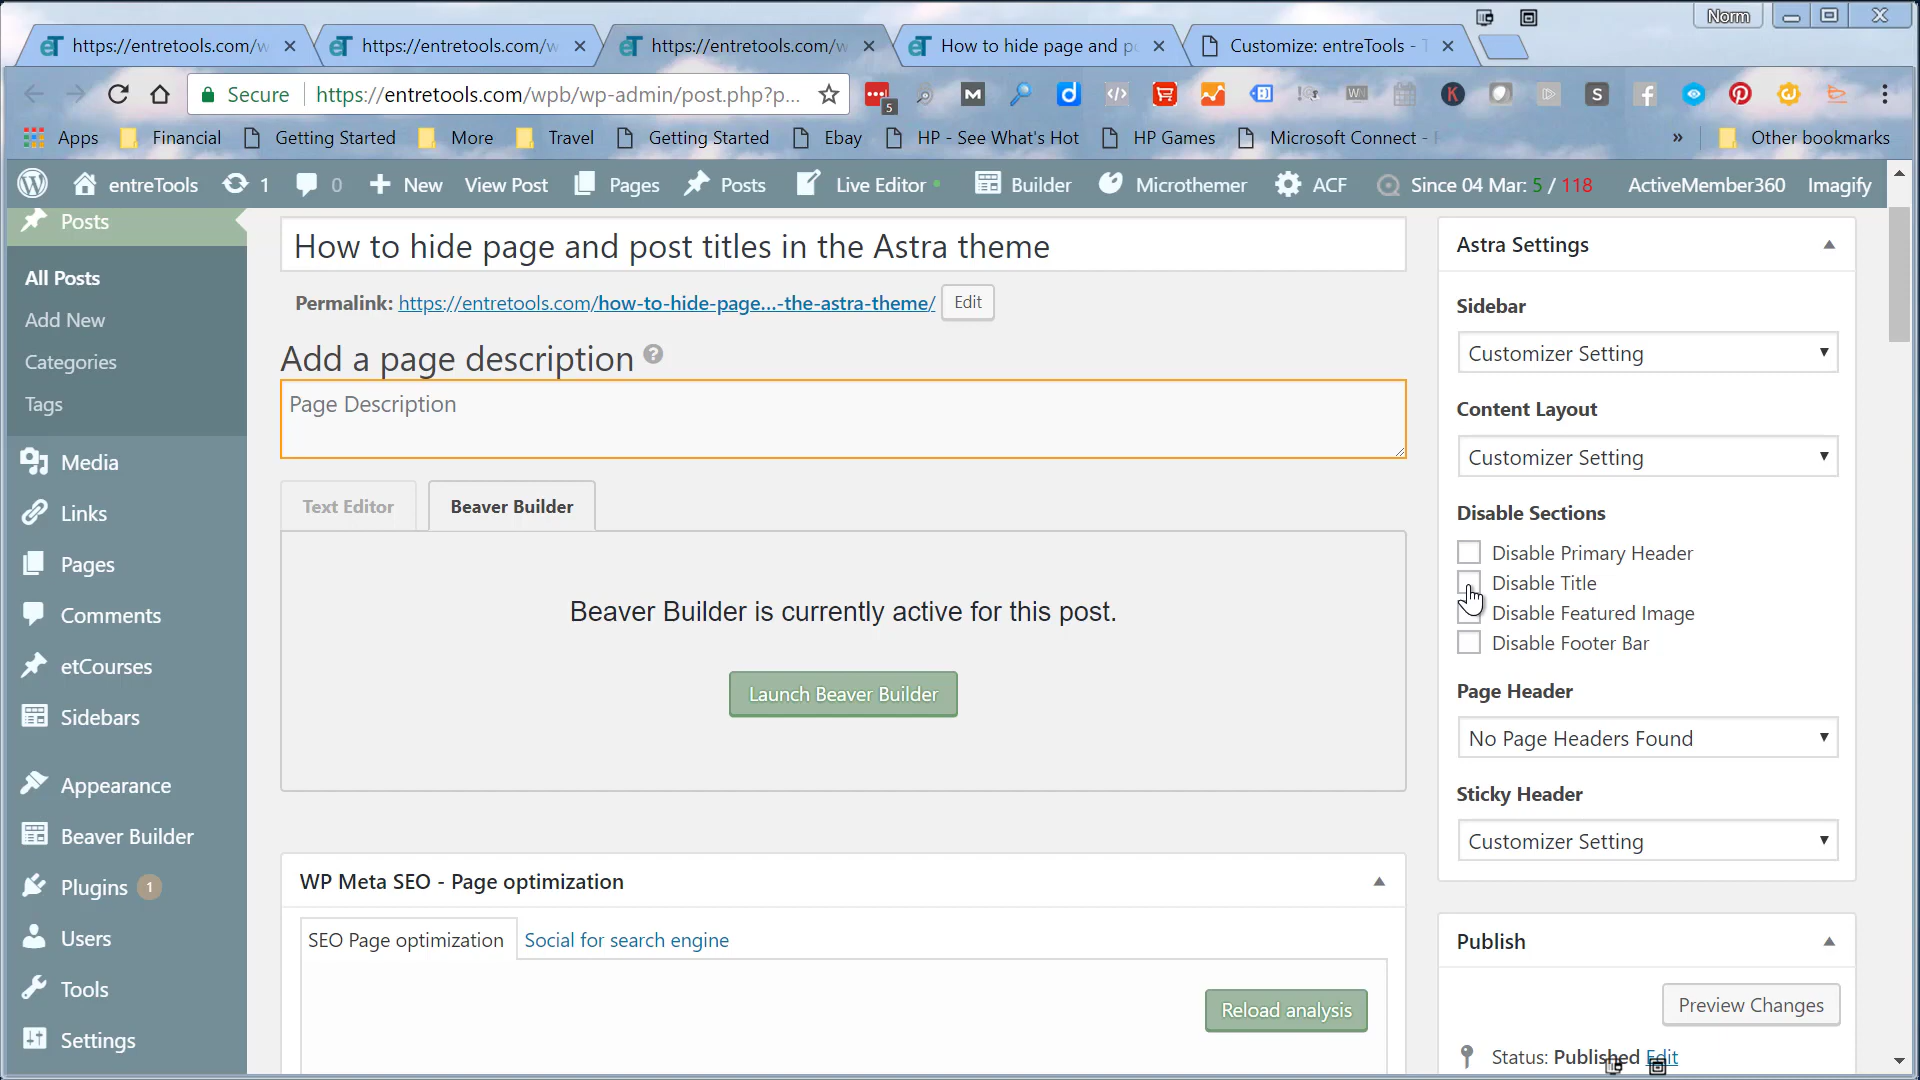 Norm
https://entretools.com/w
https://entretools.com/w
https://entretools.com/w
How to hide page and p
Customize: entreTools - T
Secure
https://entretools.com/wpb/wp-admin/post.php?p...
5
Apps
Financial
Getting Started
More
Travel
Getting Started
Ebay
HP - See What's Hot
HP Games
Microsoft Connect -
»
Other bookmarks
entreTools
1
0
New
View Post
Pages
Posts
Live Editor
Builder
Microthemer
ACF
Since 04 Mar: 5 / 118
ActiveMember360
Imagify
Posts
All Posts
Add New
Categories
Tags
Media
Links
Pages
Comments
etCourses
Sidebars
Appearance
Beaver Builder
Plugins 1
Users
Tools
Settings
How to hide page and post titles in the Astra theme
Permalink: https://entretools.com/how-to-hide-page...-the-astra-theme/ Edit
Add a page description ?
Page Description
Text Editor
Beaver Builder
Beaver Builder is currently active for this post.
Launch Beaver Builder
WP Meta SEO - Page optimization
SEO Page optimization
Social for search engine
Reload analysis
Astra Settings
Sidebar
Customizer Setting
Content Layout
Customizer Setting
Disable Sections
Disable Primary Header
Disable Title
Disable Featured Image
Disable Footer Bar
Page Header
No Page Headers Found
Sticky Header
Customizer Setting
Publish
Preview Changes
Status: Published Edit